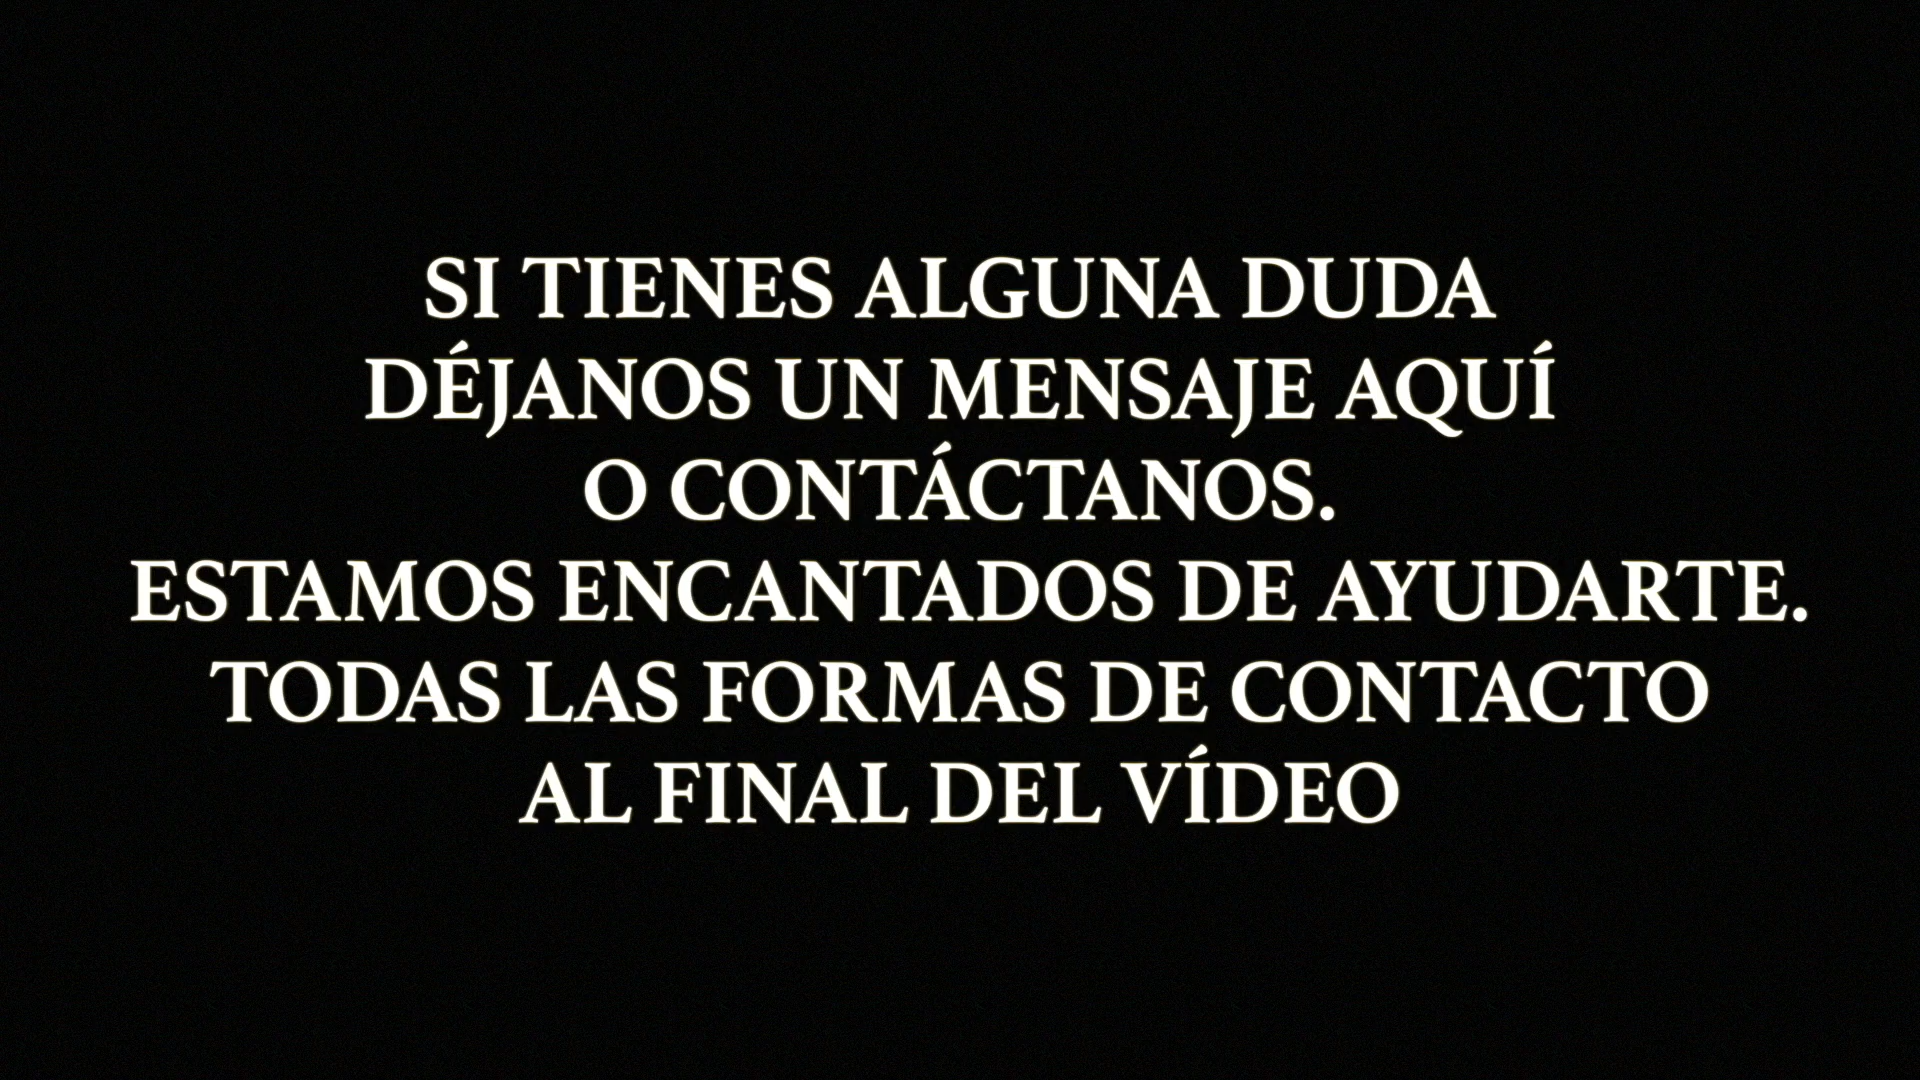 SI TIENES ALGUNA DUDA
DÉJANOS UN MENSAJE AQUÍ
O CONTÁCTANOS.
ESTAMOS ENCANTADOS DE AYUDARTE.
TODAS LAS FORMAS DE CONTACTO
AL FINAL DEL VÍDEO